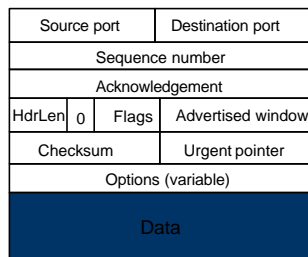 Source port Destination port
Sequence number
Acknowledgement
HdrLen 0 Flags Advertised window
Checksum Urgent pointer
Options (variable)
Data